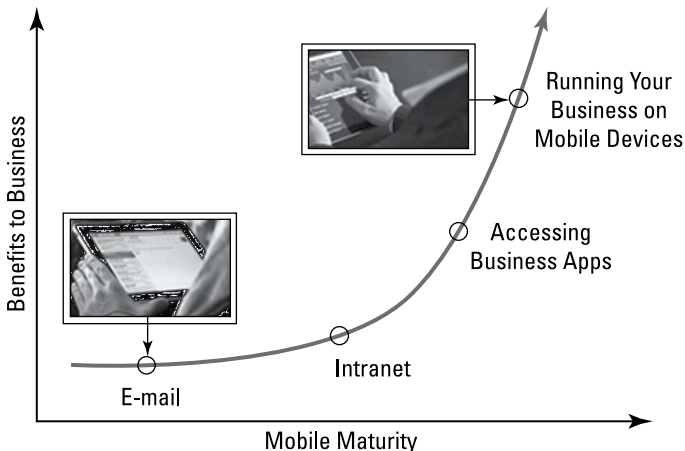 Running Your
Business on
Mobile Devices
Accessing
Business Apps
Intranet
E-mail
Benefits to Business
Mobile Maturity